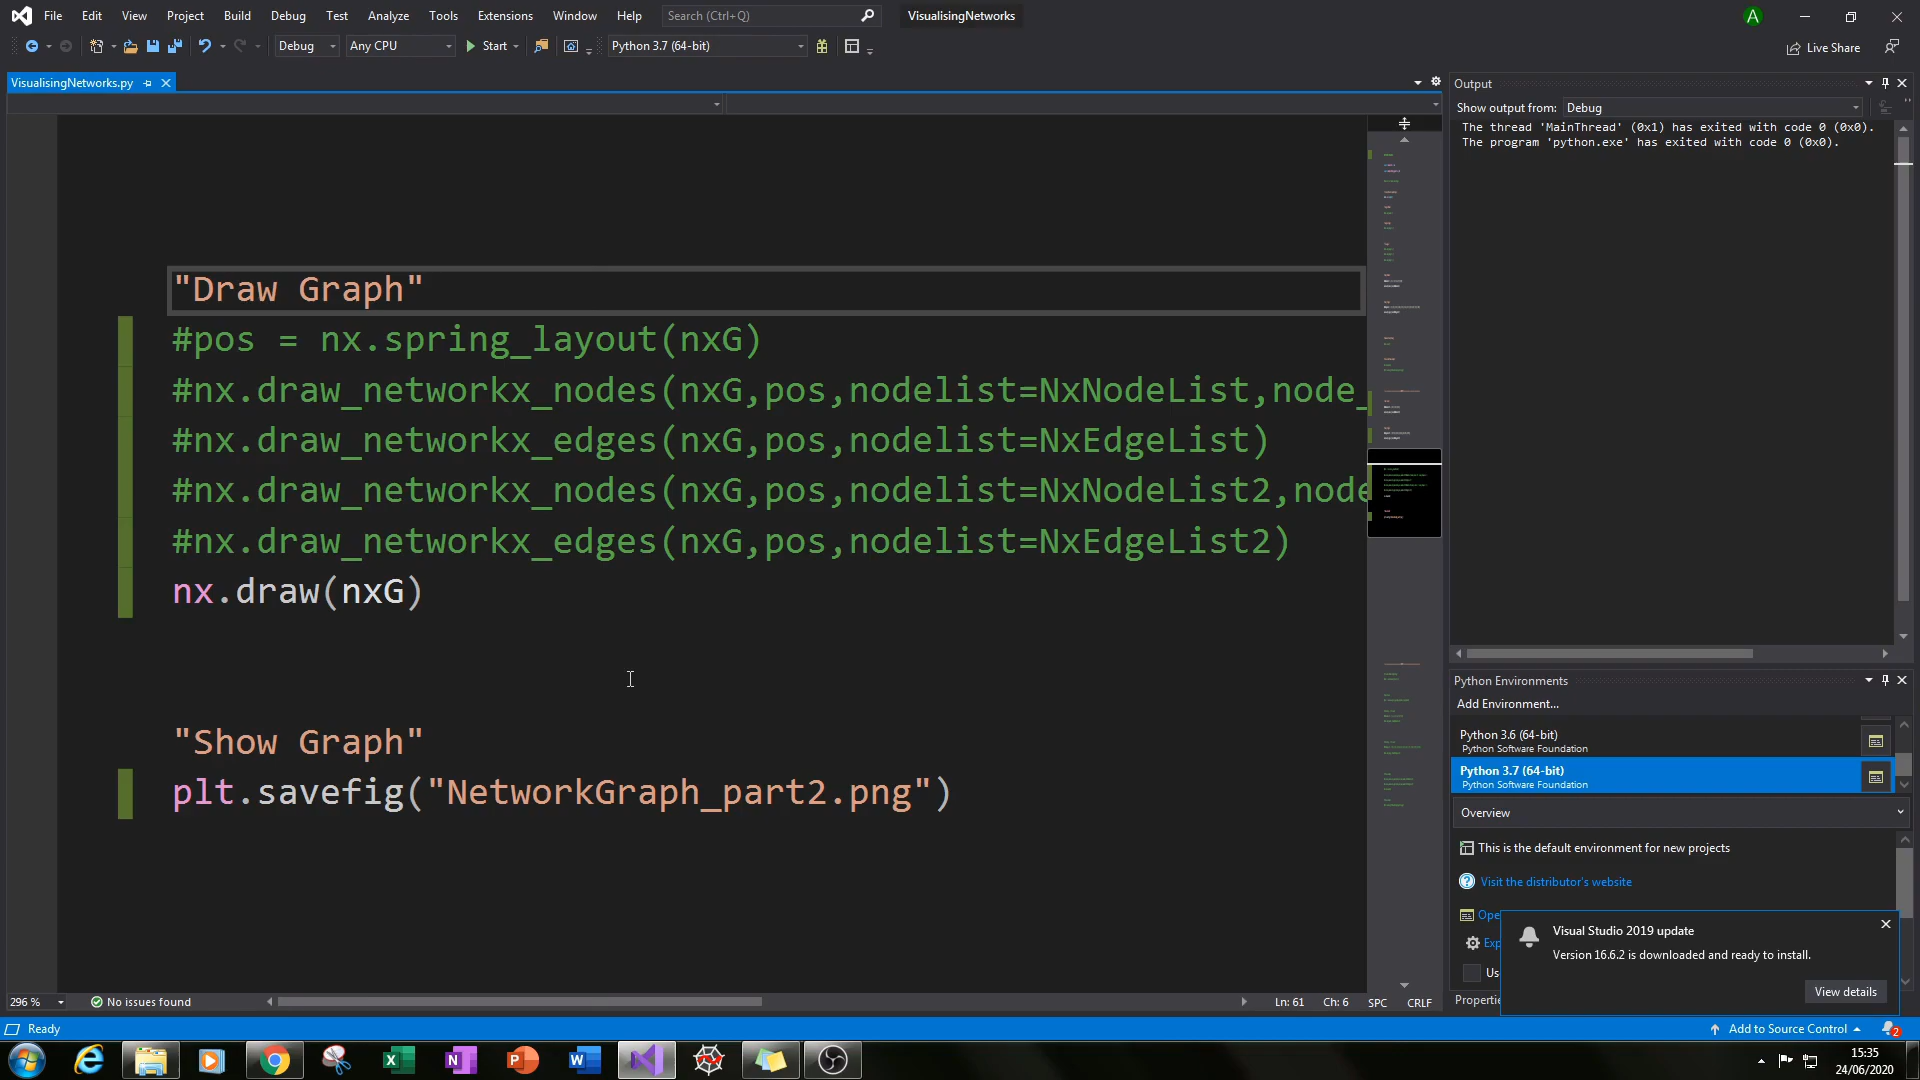 File Edit View Project Build Debug Test Analyze Tools Extensions Window Help Search (Ctrl+Q) VisualisingNetworks A
Debug Any CPU Start Python 3.7 (64-bit) Live Share
VisualisingNetworks.py
"Draw Graph"
#pos = nx.spring_layout(nxG)
#nx.draw_networkx_nodes(nxG,pos,nodelist=NxNodeList,node_
#nx.draw_networkx_edges(nxG,pos,nodelist=NxEdgeList)
#nx.draw_networkx_nodes(nxG,pos,nodelist=NxNodeList2,node
#nx.draw_networkx_edges(nxG,pos,nodelist=NxEdgeList2)
nx.draw(nxG)
"Show Graph"
plt.savefig("NetworkGraph_part2.png")
296 % No issues found Ln: 61 Ch: 6 SPC CRLF
Output
Show output from: Debug
The thread 'MainThread' (0x1) has exited with code 0 (0x0).
The program 'python.exe' has exited with code 0 (0x0).
Python Environments
Add Environment...
Python 3.6 (64-bit)
Python Software Foundation
Python 3.7 (64-bit)
Python Software Foundation
Overview
This is the default environment for new projects
Visit the distributor's website
Ope
Exp
Us
Propertie
Visual Studio 2019 update
Version 16.6.2 is downloaded and ready to install.
View details
Ready Add to Source Control 2
15:35
24/06/2020